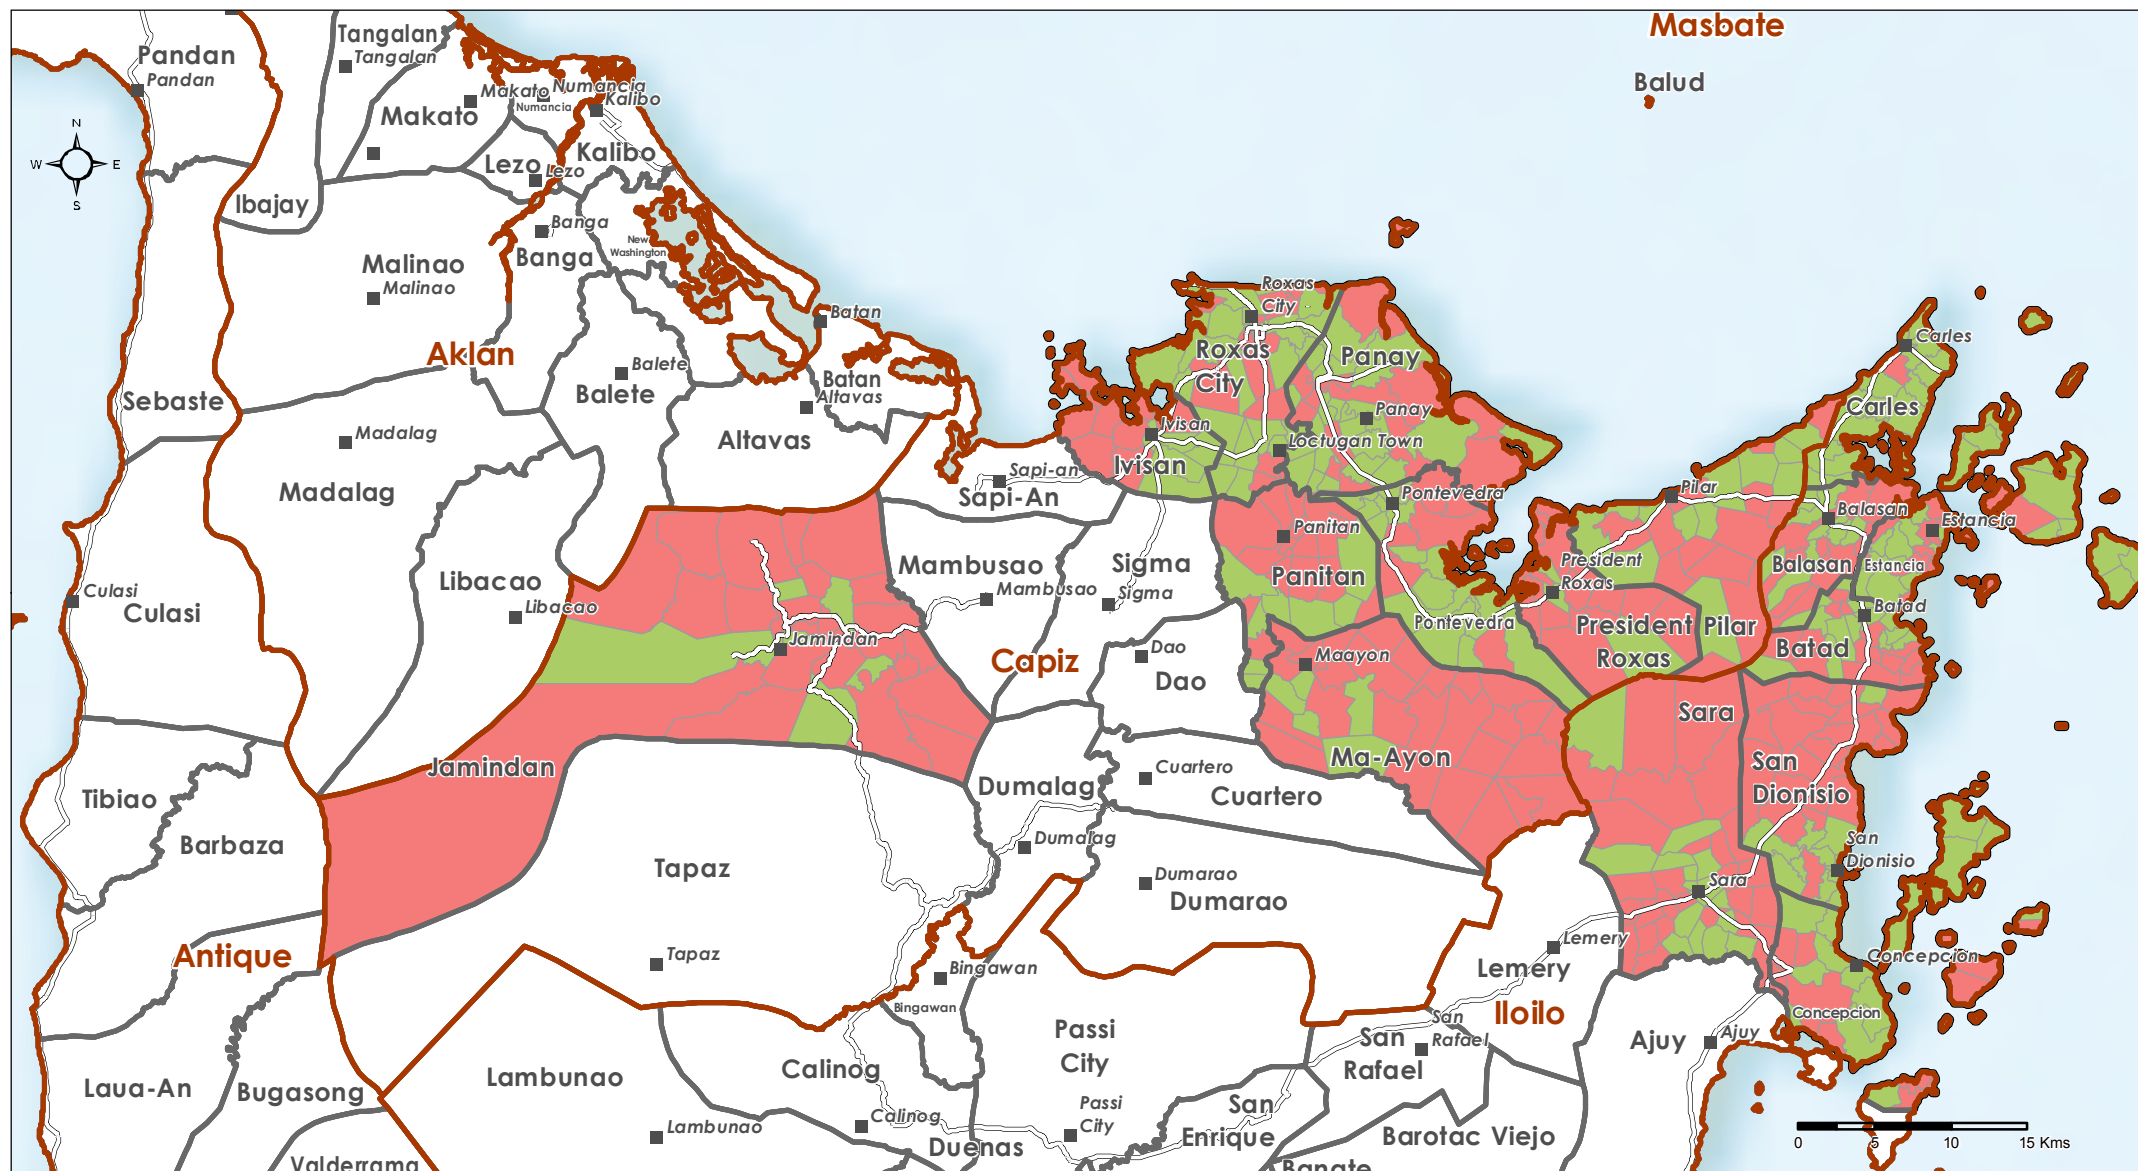 Masbate
Balud
Pandan
Pandan
Tangalan
Tangalan
Makato
Makato
Numancia
Numancia
Kalibo
Kalibo
Lezo
Lezo
N
W
E
S
Ibajay
Banga
Banga
New
Washington
Malinao
Malinao
Batan
Batan
Aklan
Balete
Balete
Altavas
Altavas
Sebaste
Madalag
Madalag
Roxas
City
Roxas
City
Panay
Panay
Ivisan
Ivisan
Loctugan Town
Carles
Carles
Sapi-an
Sapi-An
Pontevedra
Pontevedra
Pilar
Pilar
Balasan
Balasan
Estancia
Estancia
Panitan
Panitan
President
Roxas
President
Roxas
Batad
Batad
Culasi
Culasi
Libacao
Libacao
Mambusao
Mambusao
Sigma
Sigma
Jamindan
Jamindan
Capiz
Dao
Dao
Maayon
Ma-Ayon
Sara
Sara
San
Dionisio
San
Dionisio
Tibiao
Barbaza
Dumalag
Dumalag
Cuartero
Cuartero
Tapaz
Tapaz
Dumarao
Dumarao
Antique
Bingawan
Bingawan
Lemery
Lemery
Concepcion
Concepcion
Iloilo
Passi
City
Passi
City
San
Rafael
San
Rafael
Ajuy
Ajuy
Laua-An
Bugasong
Lambunao
Lambunao
Calinog
Calinog
Duenas
San
Enrique
Barotac Viejo
Banate
Valderrama
0
5
10
15 Kms